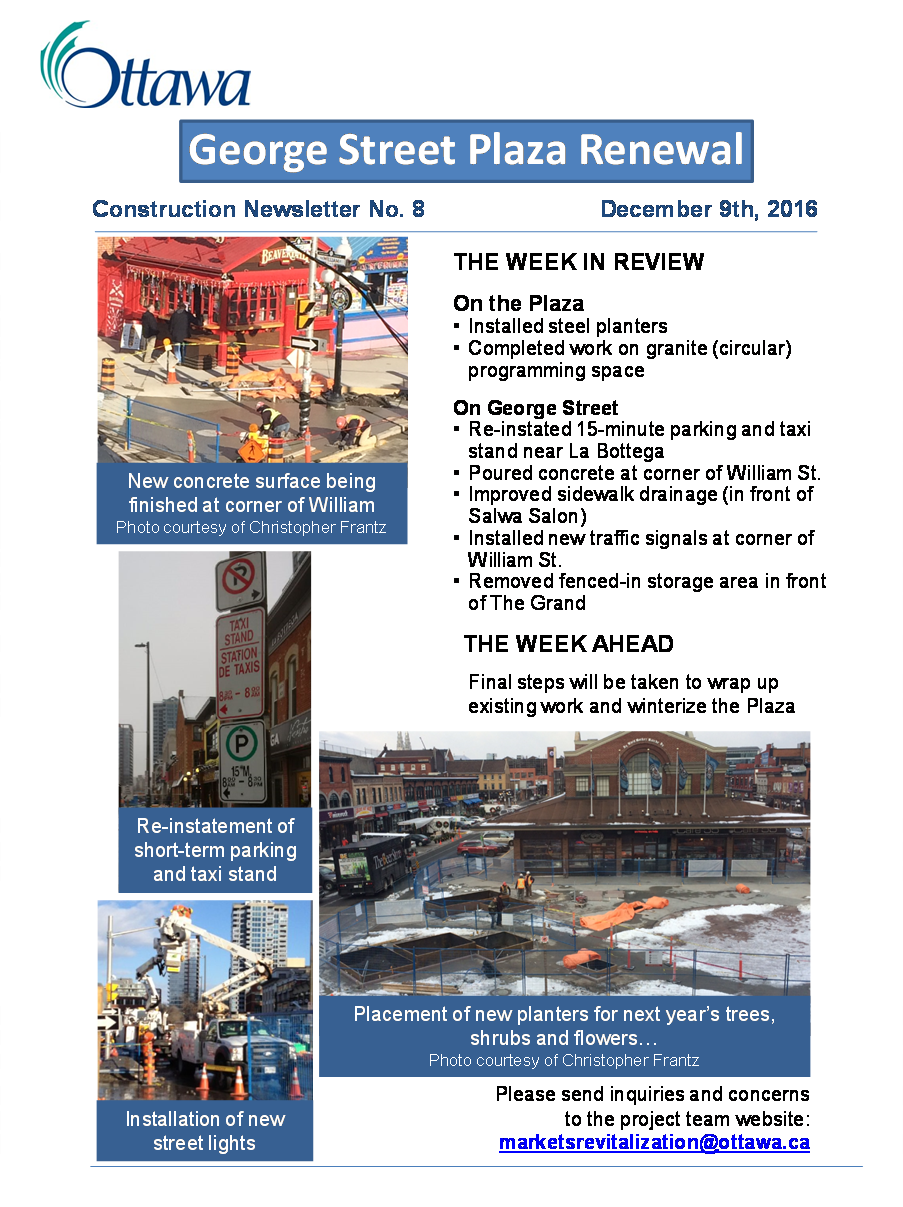 Ottawa
George Street Plaza Renewal
Construction Newsletter No. 8
December 9th, 2016
BEAVERTAILS
New concrete surface being
finished at corner of William
Photo courtesy of Christopher Frantz
P
TAXI
STAND
STATION
DE TAXIS
P
15 M
Re-instatement of
short-term parking
and taxi stand
Installation of new
street lights
THE WEEK IN REVIEW
On the Plaza
▪ Installed steel planters
▪ Completed work on granite (circular)
programming space
On George Street
▪ Re-instated 15-minute parking and taxi
stand near La Bottega
▪ Poured concrete at corner of William St.
▪ Improved sidewalk drainage (in front of
Salwa Salon)
▪ Installed new traffic signals at corner of
William St.
▪ Removed fenced-in storage area in front
of The Grand
THE WEEK AHEAD
Final steps will be taken to wrap up
existing work and winterize the Plaza
Placement of new planters for next year's trees,
shrubs and flowers…
Photo courtesy of Christopher Frantz
Please send inquiries and concerns
to the project team website:
marketsrevitalization@ottawa.ca